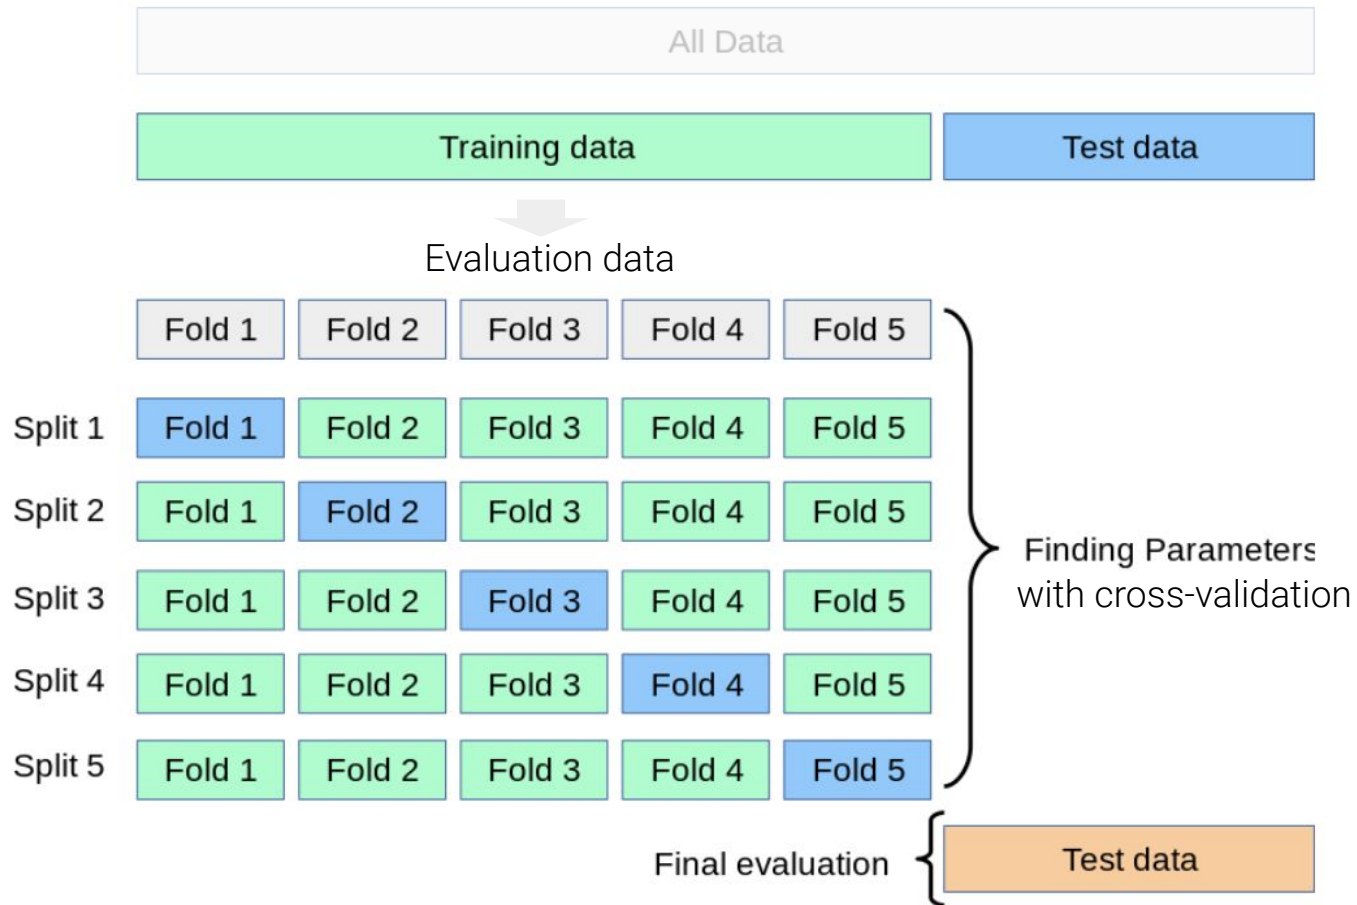 All Data
Training data Test data
Evaluation data
Fold 1 Fold 2 Fold 3 Fold 4 Fold 5
Split 1 Fold 1 Fold 2 Fold 3 Fold 4 Fold 5
Split 2 Fold 1 Fold 2 Fold 3 Fold 4 Fold 5
Finding Parameters
with cross-validation
Split 3 Fold 1 Fold 2 Fold 3 Fold 4 Fold 5
Split 4 Fold 1 Fold 2 Fold 3 Fold 4 Fold 5
Split 5 Fold 1 Fold 2 Fold 3 Fold 4 Fold 5
Final evaluation Test data